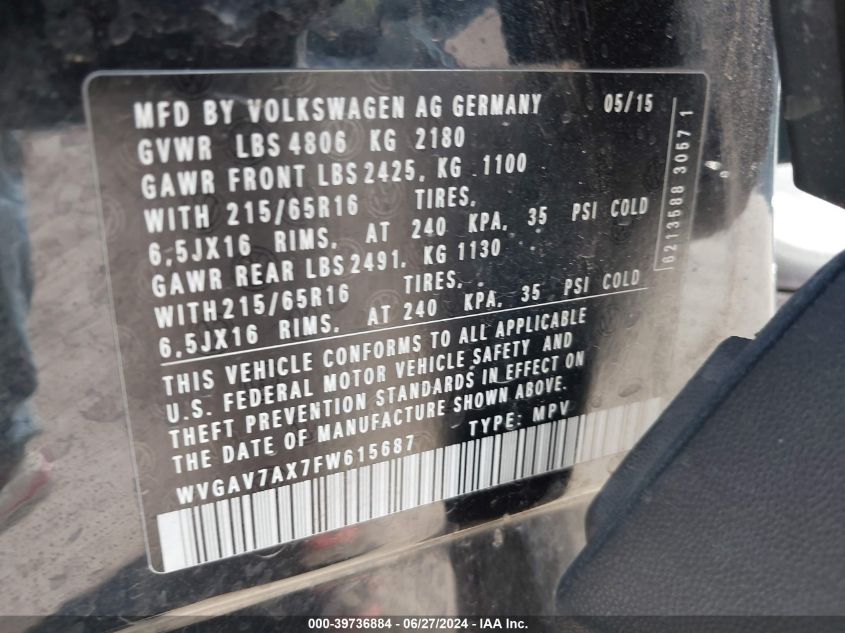 MFD BY VOLKSWAGEN AG GERMANY 05/15
GVWR LBS 4806 KG 2180
GAWR FRONT LBS 2425, KG 1100
WITH 215/65R16 TIRES,
6,5JX16 RIMS, AT 240 KPA, 35 PSI COLD
GAWR REAR LBS 2491, KG 1130
WITH 215/65R16 TIRES,
6,5JX16 RIMS, AT 240 KPA, 35 PSI COLD
THIS VEHICLE CONFORMS TO ALL APPLICABLE
U.S. FEDERAL MOTOR VEHICLE SAFETY AND
THEFT PREVENTION STANDARDS IN EFFECT ON
THE DATE OF MANUFACTURE SHOWN ABOVE.
WVGAV7AX7FW615687 TYPE: MPV
6213588 3057 1
© COPY - 39736884 - 06/27/2024 - IAA Inc.